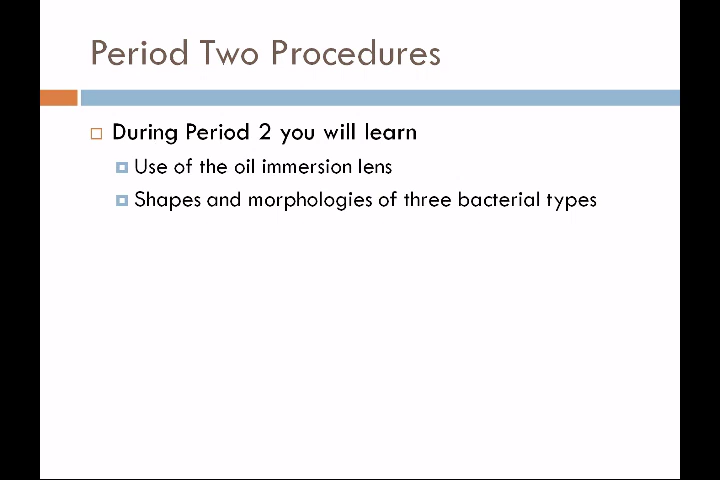 Period Two Procedures
During Period 2 you will learn
Use of the oil immersion lens
Shapes and morphologies of three bacterial types